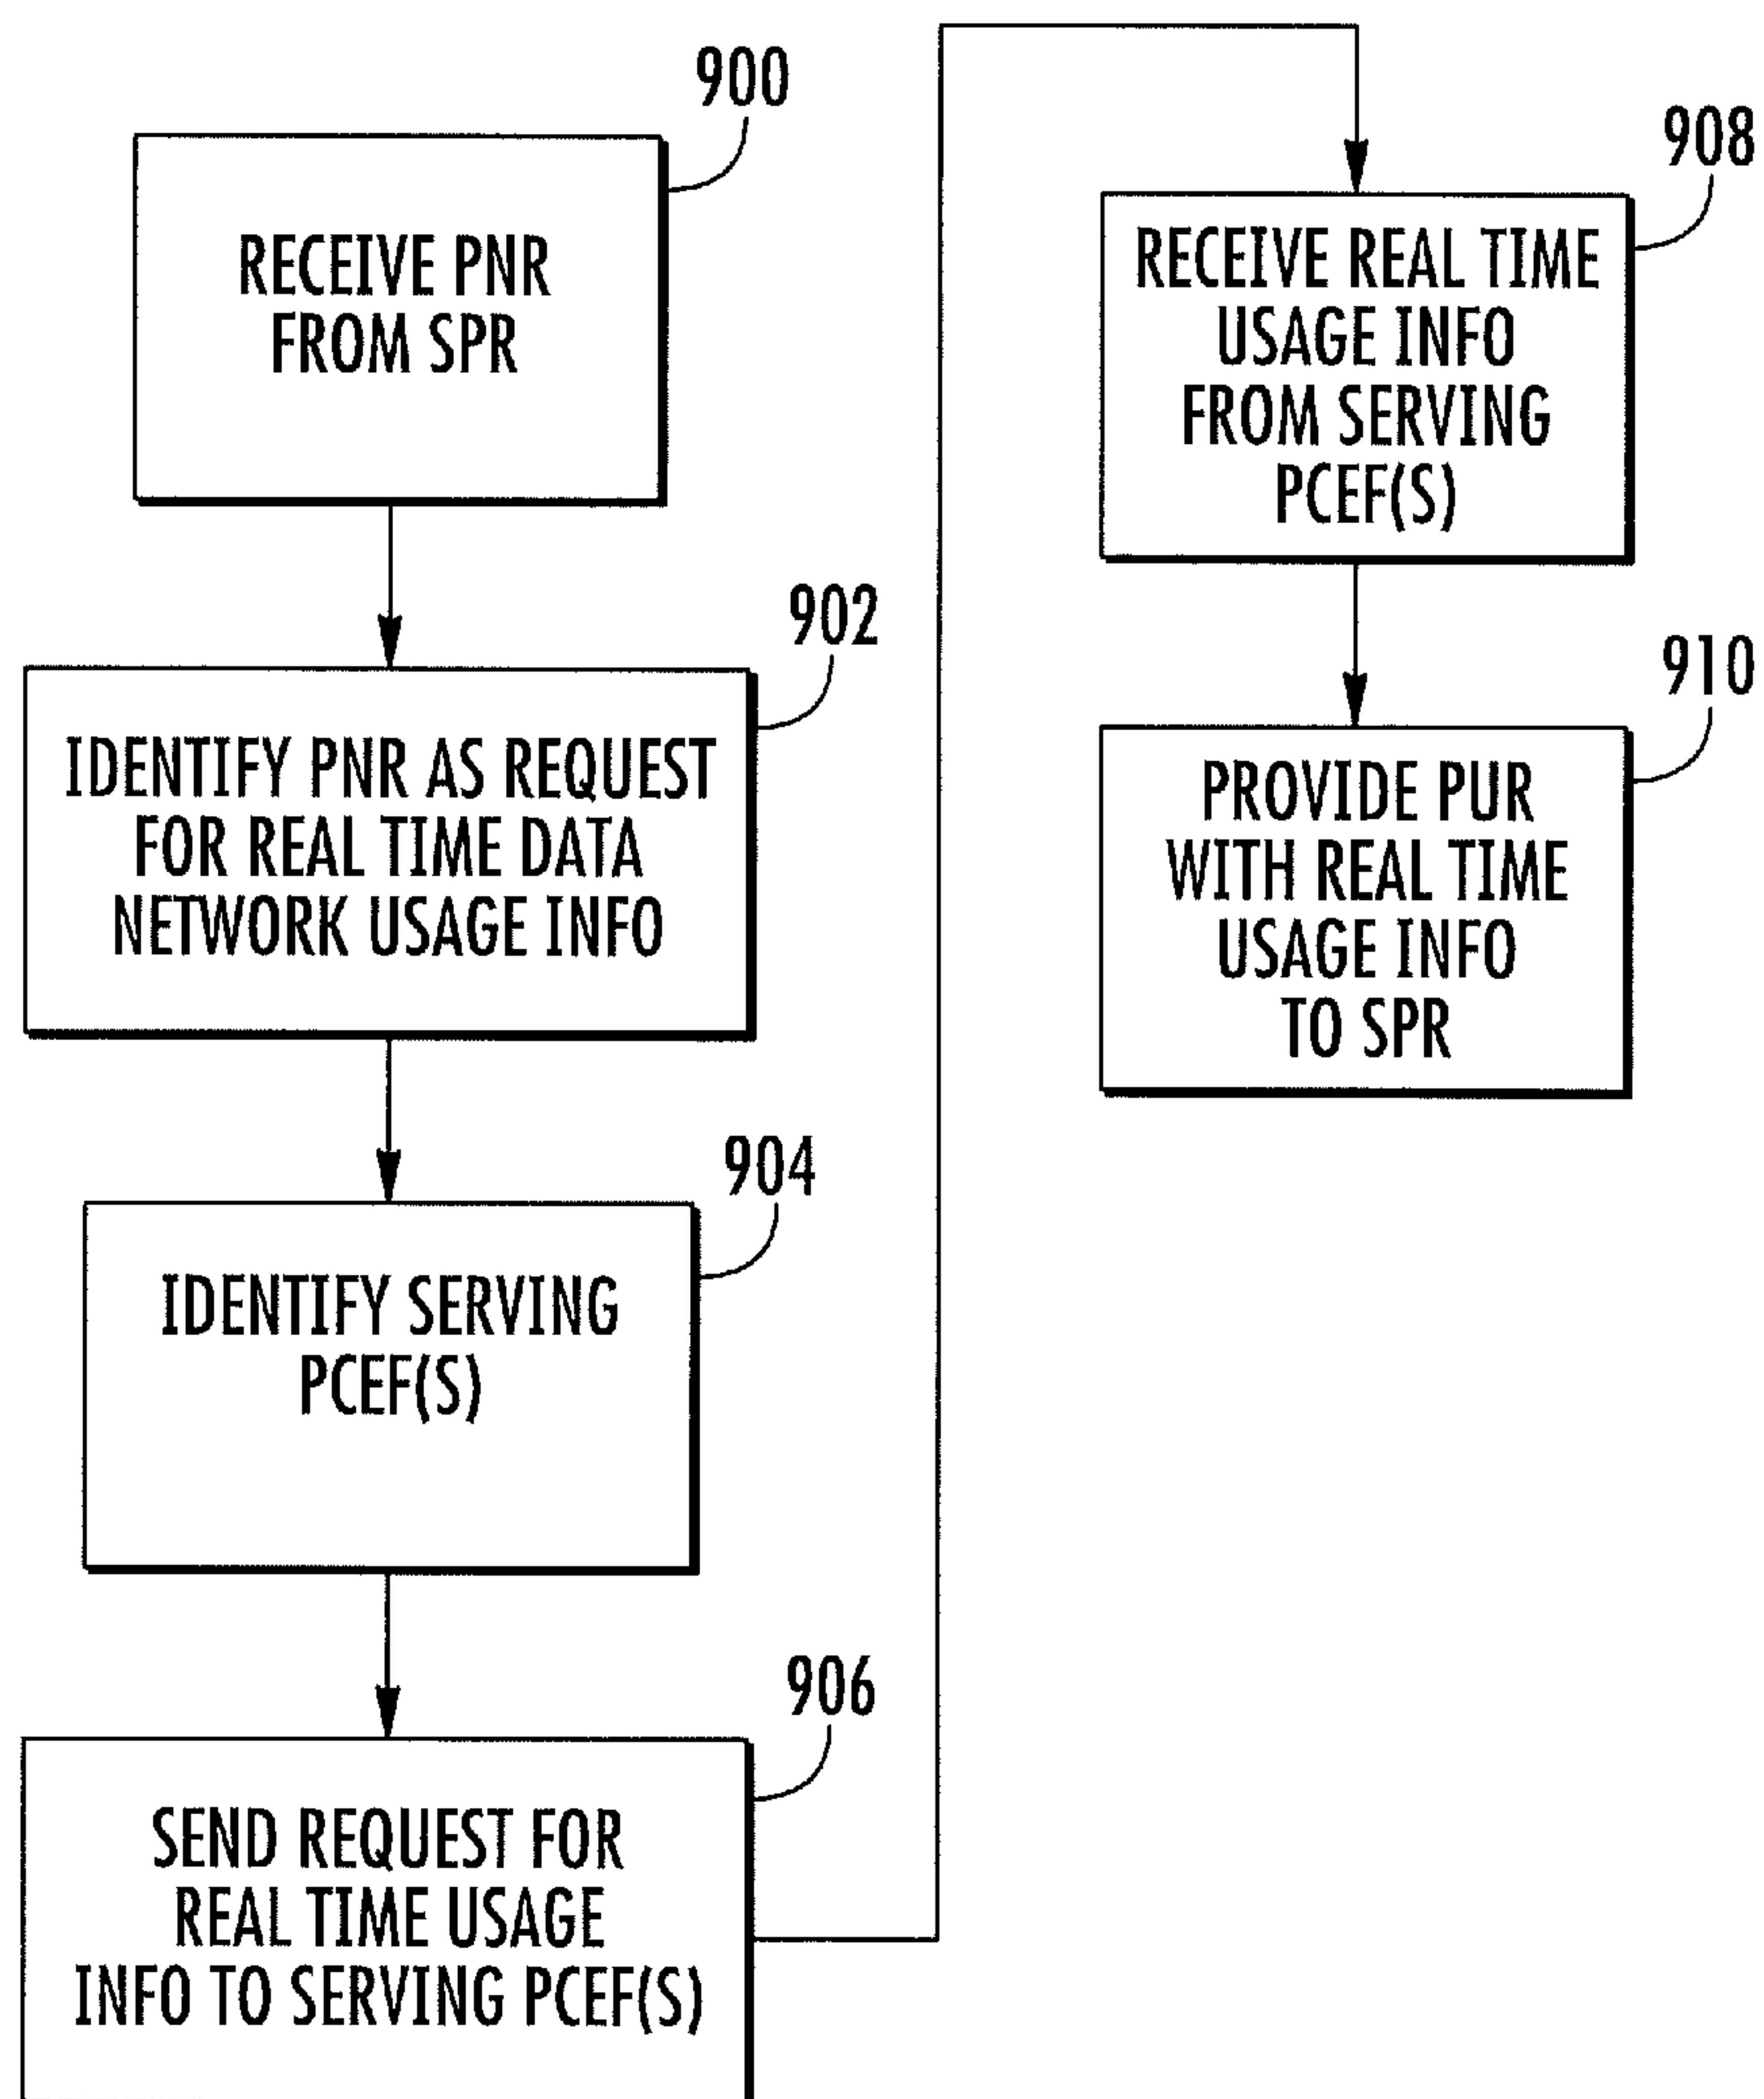 900
RECEIVE PNR
FROM SPR
902
IDENTIFY PNR AS REQUEST
FOR REAL TIME DATA
NETWORK USAGE INFO
904
IDENTIFY SERVING
PCEF(S)
906
SEND REQUEST FOR
REAL TIME USAGE
INFO TO SERVING PCEF(S)
908
RECEIVE REAL TIME
USAGE INFO
FROM SERVING
PCEF(S)
910
PROVIDE PUR
WITH REAL TIME
USAGE INFO
TO SPR